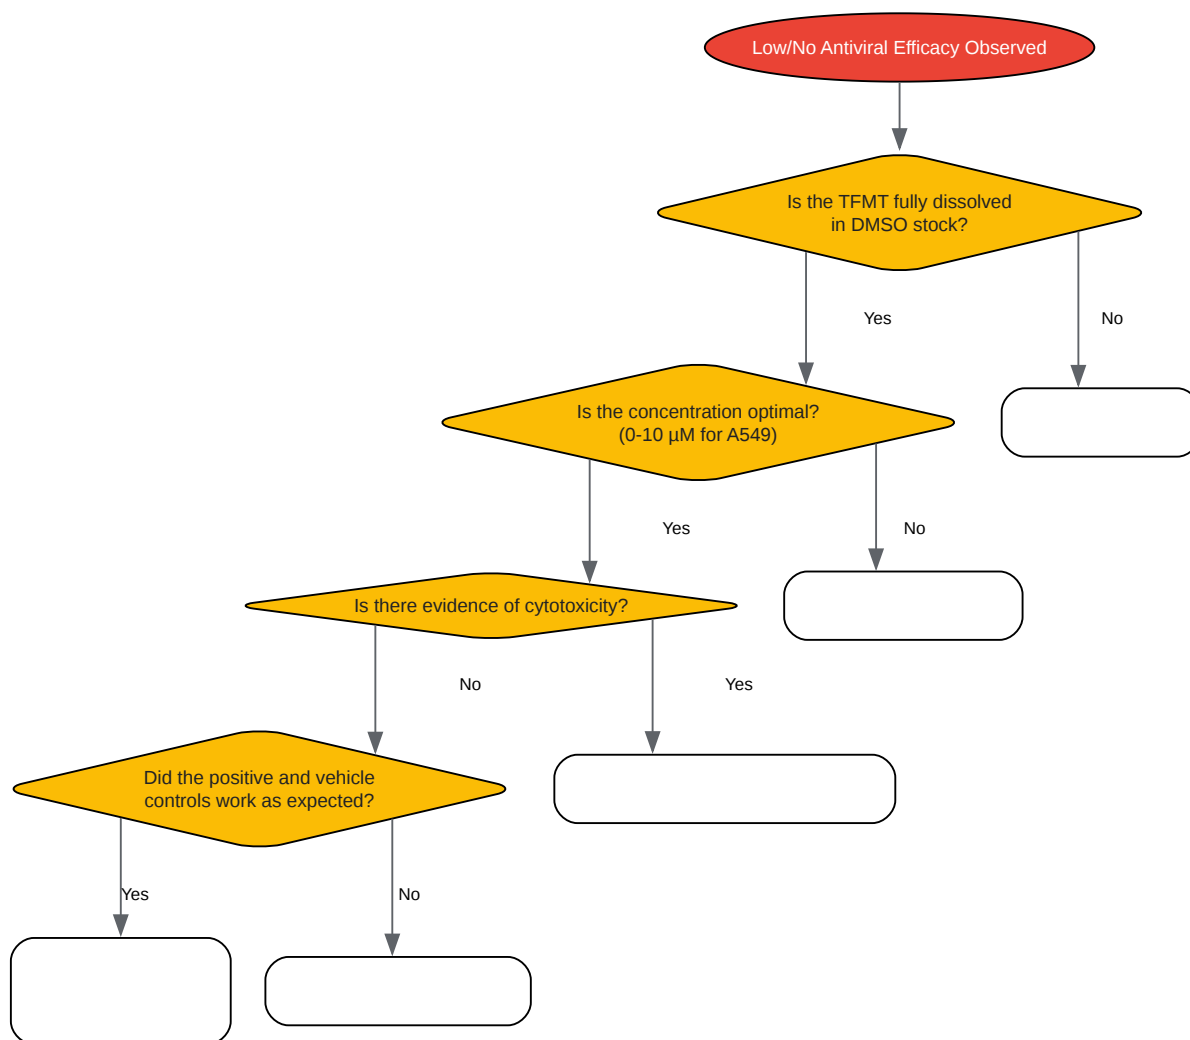 Low/No Antiviral Efficacy Observed
Is the TFMT fully dissolved
in DMSO stock?
Yes
No
Is the concentration optimal?
(0-10 µM for A549)
Yes
No
Is there evidence of cytotoxicity?
No
Yes
Did the positive and vehicle
controls work as expected?
Yes
No